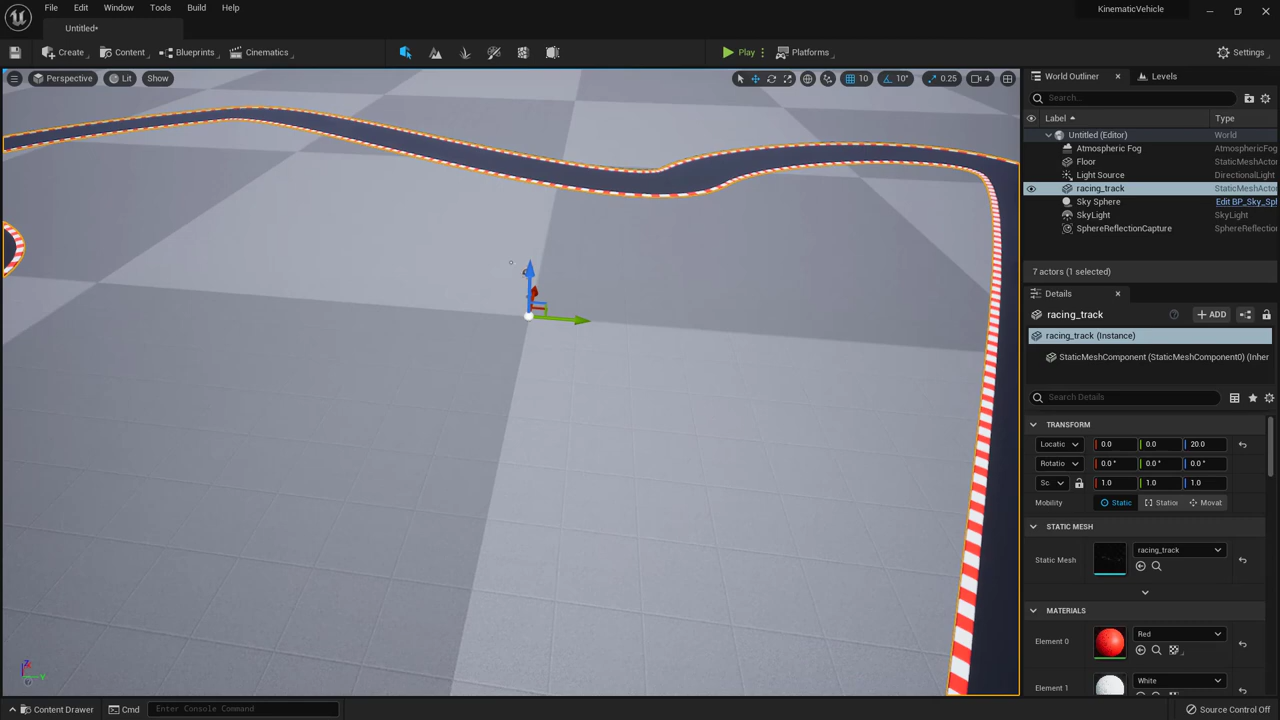 File Edit Window Tools Build Help
KinematicVehicle
Untitled*
Create Content Blueprints Cinematics Play Platforms Settings
Perspective Lit Show 10 10° 0.25 4
World Outliner Levels
Search...
Label Type
Untitled (Editor) World
Atmospheric Fog AtmosphericFog
Floor StaticMeshActo
Light Source DirectionalLight
racing_track StaticMeshActo
Sky Sphere Edit BP_Sky_Sph
SkyLight SkyLight
SphereReflectionCapture SphereReflection
7 actors (1 selected)
Details
racing_track ADD
racing_track (Instance)
StaticMeshComponent (StaticMeshComponent0) (Inher
Search Details
TRANSFORM
Locatic 0.0 0.0 20.0
Rotatio 0.0° 0.0° 0.0°
Sc. 1.0 1.0 1.0
Mobility Static Station Movab
STATIC MESH
Static Mesh racing_track
MATERIALS
Element 0 Red
Element 1 White
Content Drawer Cmd Enter Console Command Source Control Off